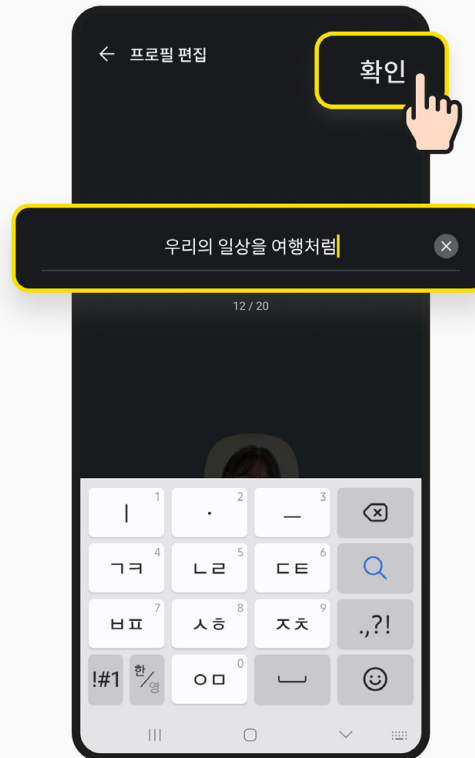 ← 프로필 편집
확인
우리의 일상을 여행처럼
12 / 20
ㅣ 1
· 2
ㅡ 3
ㄱㅋ 4
ㄴㄹ 5
ㄷㅌ 6
ㅂㅍ 7
ㅅㅎ 8
ㅈㅊ 9
.,?!
!#1
한/영
ㅇㅁ 0